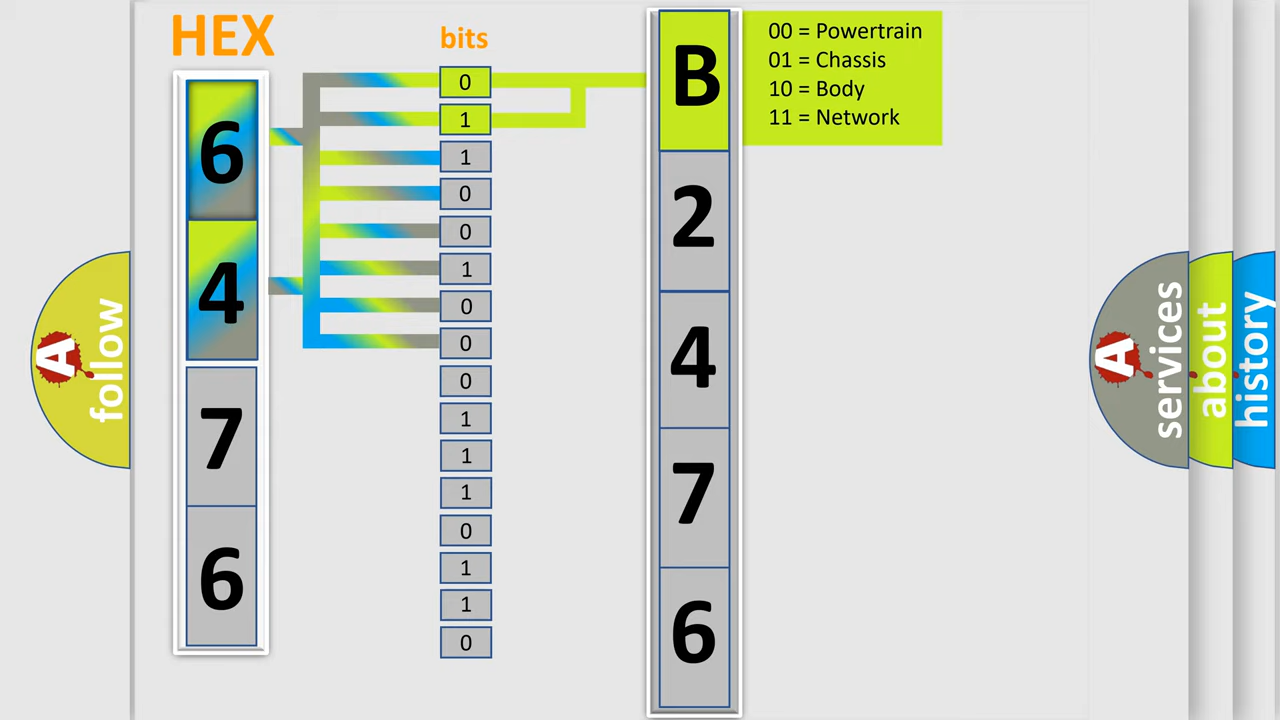 HEX
6
4
7
6
bits
0
1
1
0
0
1
0
0
0
1
1
1
0
1
1
0
B
2
4
7
6
00 = Powertrain
01 = Chassis
10 = Body
11 = Network
A
follow
A
services
about
history